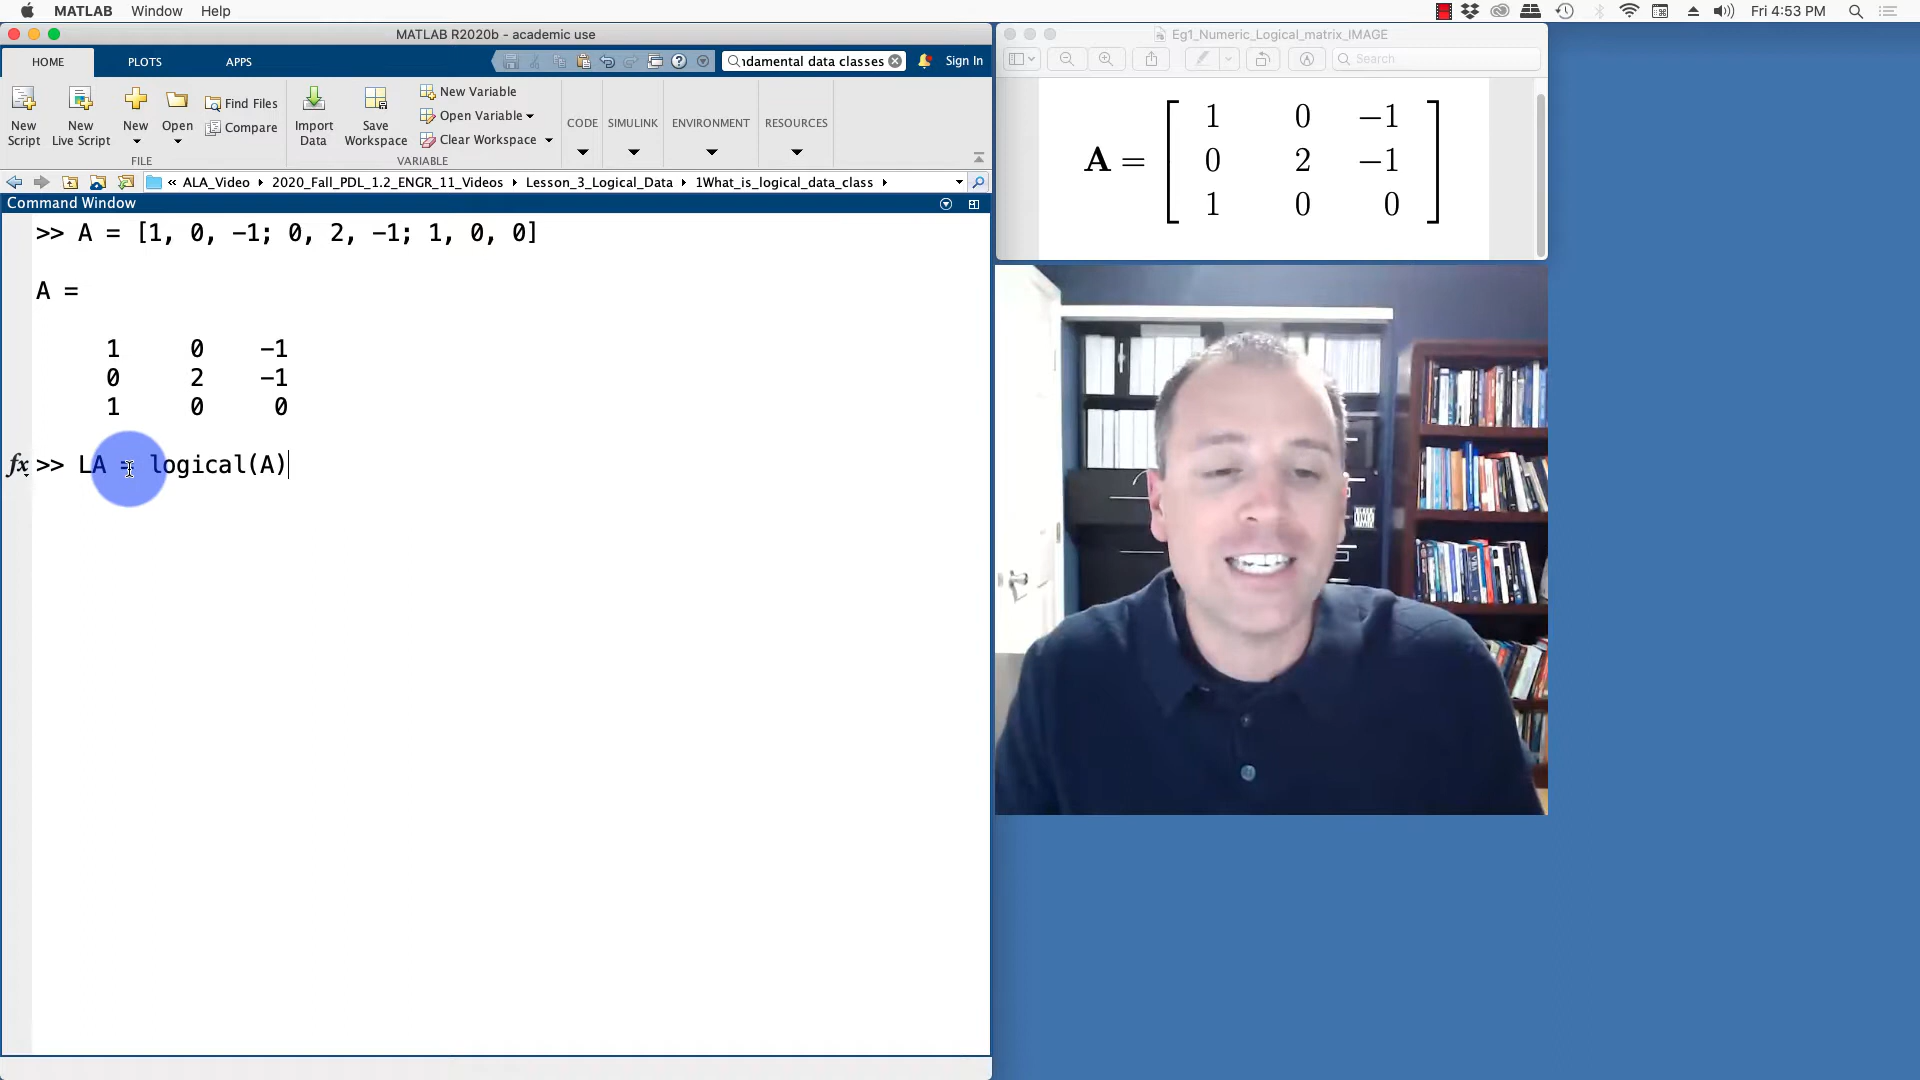 MATLAB Window Help
Fri 4:53 PM
MATLAB R2020b - academic use
HOME PLOTS APPS
ndamental data classes
Sign In
New Script
New Live Script
New
Open
Find Files
Compare
FILE
Import Data
Save Workspace
New Variable
Open Variable
Clear Workspace
VARIABLE
CODE
SIMULINK
ENVIRONMENT
RESOURCES
« ALA_Video › 2020_Fall_PDL_1.2_ENGR_11_Videos › Lesson_3_Logical_Data › 1What_is_logical_data_class ›
Command Window
>> A = [1, 0, -1; 0, 2, -1; 1, 0, 0]
A =
1 0 -1
0 2 -1
1 0 0
fx >> LA = logical(A)
Eg1_Numeric_Logical_matrix_IMAGE
Search
A =
1 0 −1
0 2 −1
1 0 0